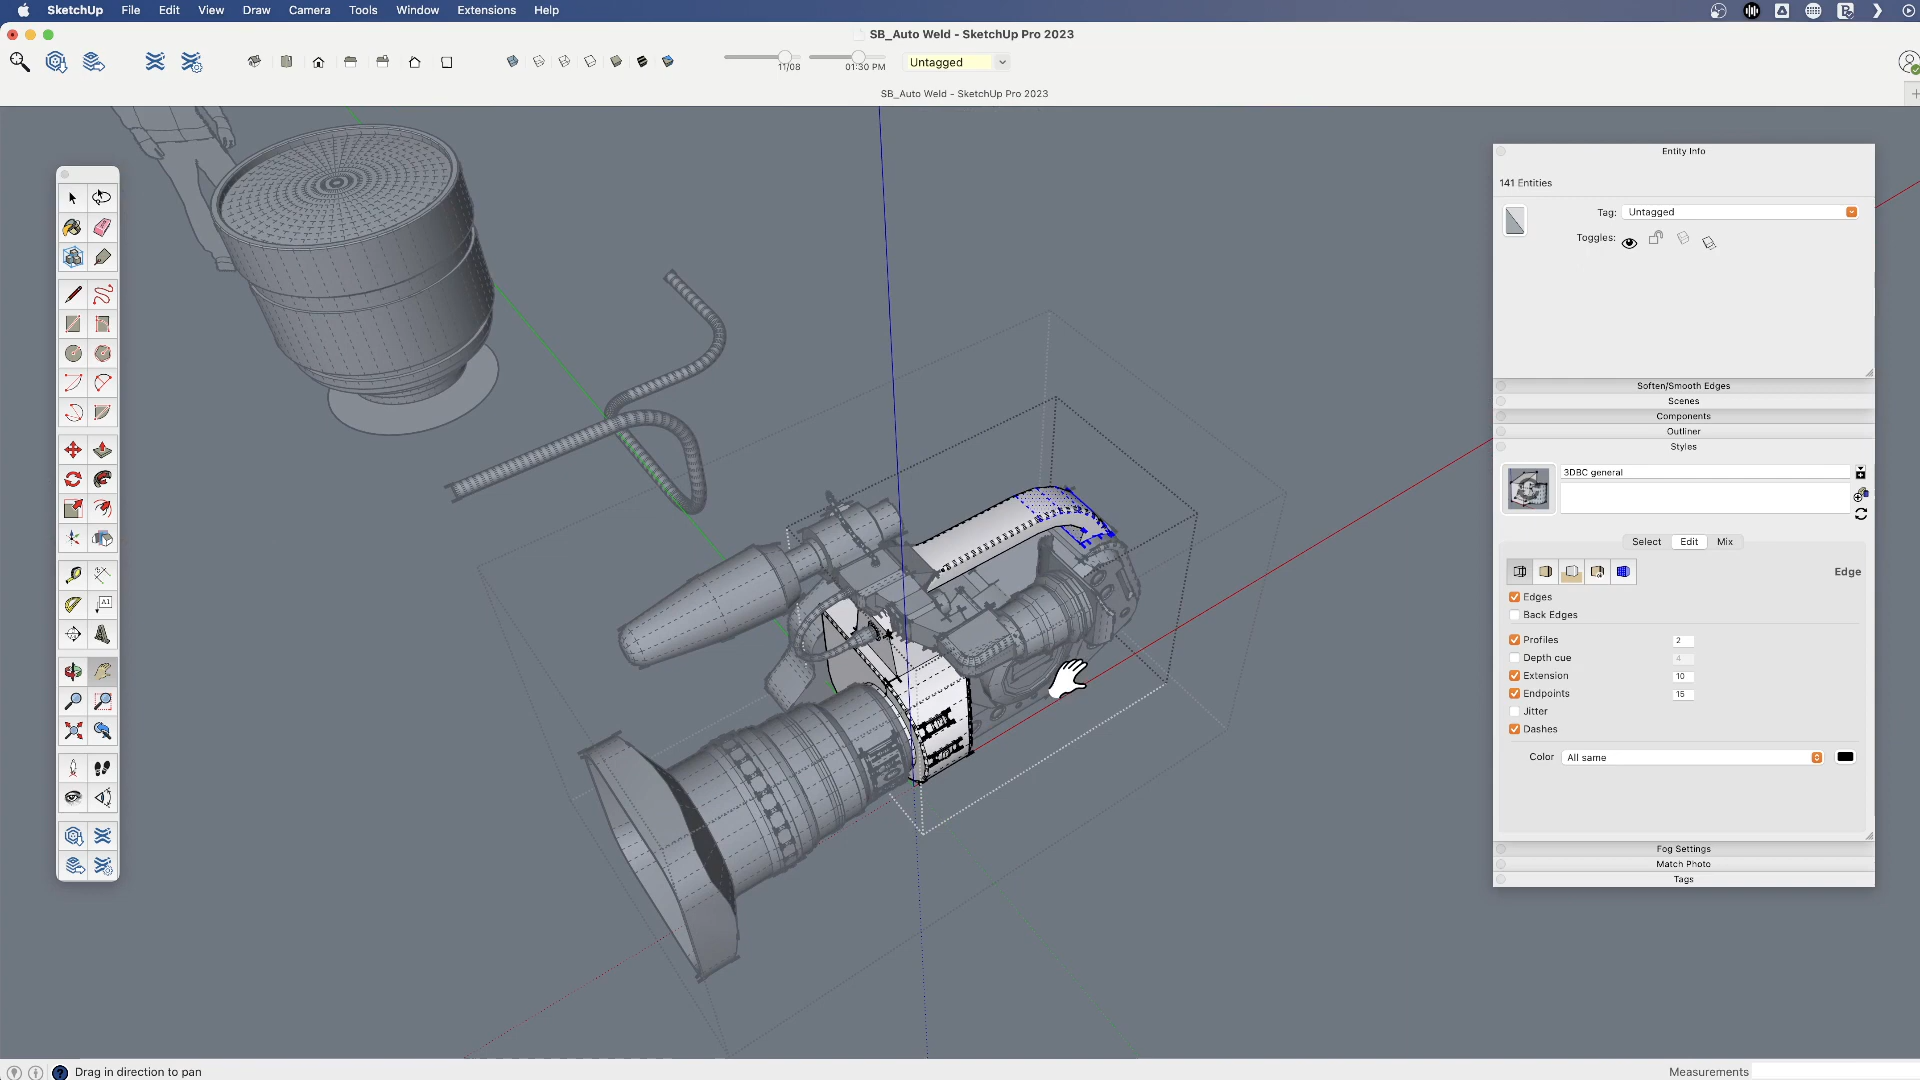 SketchUp File Edit View Draw Camera Tools Window Extensions Help
SB_Auto Weld - SketchUp Pro 2023
11/08 01:30 PM Untagged
SB_Auto Weld - SketchUp Pro 2023
Entity Info
141 Entities
Tag: Untagged
Toggles:
Soften/Smooth Edges
Scenes
Components
Outliner
Styles
3DBC general
Select Edit Mix
Edge
Edges
Back Edges
Profiles 2
Depth cue 4
Extension 10
Endpoints 15
Jitter
Dashes
Color All same
Fog Settings
Match Photo
Tags
Drag in direction to pan
Measurements